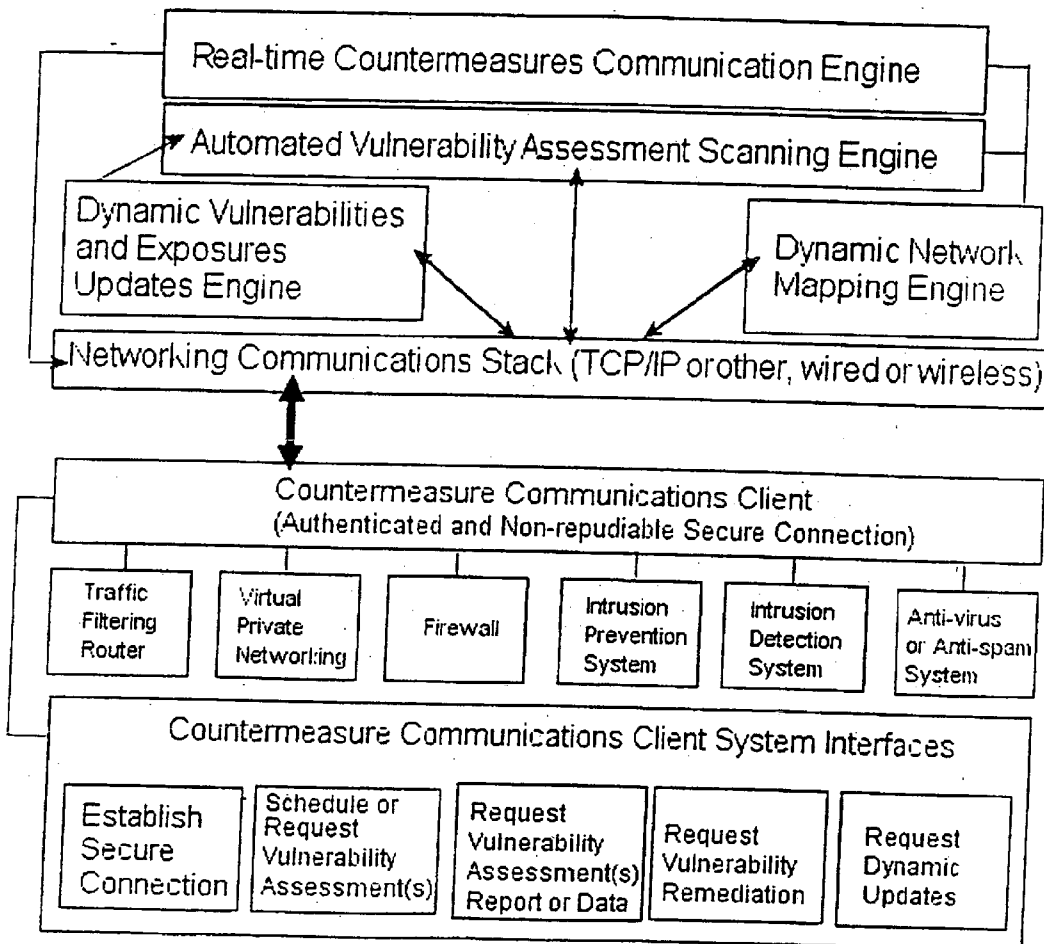 Real-time Countermeasures Communication Engine
Automated Vulnerability Assessment Scanning Engine
Dynamic Vulnerabilities
and Exposures
Updates Engine
Dynamic Network
Mapping Engine
Networking Communications Stack (TCP/IP orother, wired or wireless)
Countermeasure Communications Client
(Authenticated and Non-repudiable Secure Connection)
Traffic
Filtering
Router
Virtual
Private
Networking
Firewall
Intrusion
Prevention
System
Intrusion
Detection
System
Anti-virus
or Anti-spam
System
Countermeasure Communications Client System Interfaces
Establish
Secure
Connection
Schedule or
Request
Vulnerability
Assessment(s)
Request
Vulnerability
Assessment(s)
Report or Data
Request
Vulnerability
Remediation
Request
Dynamic
Updates